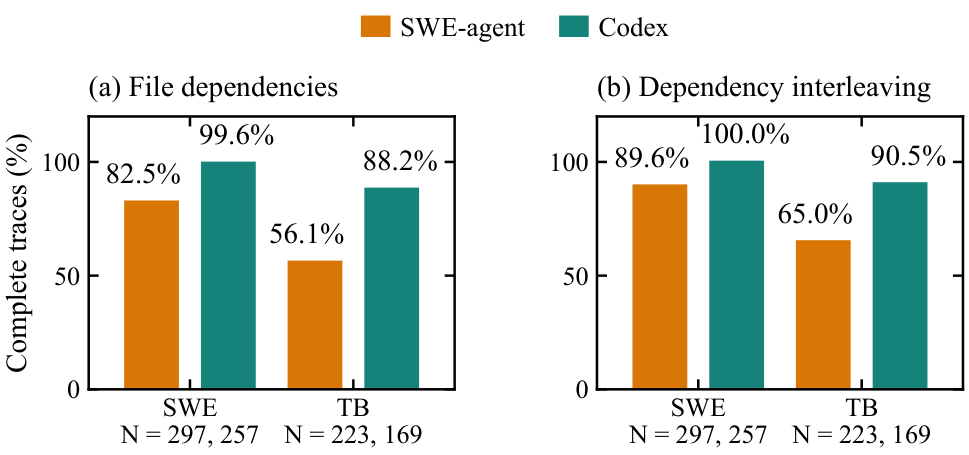 SWE-agent Codex
(a) File dependencies
Complete traces (%)
100
50
0
82.5%
99.6%
56.1%
88.2%
SWE
TB
N = 297, 257
N = 223, 169
(b) Dependency interleaving
100
50
0
89.6%
100.0%
65.0%
90.5%
SWE
TB
N = 297, 257
N = 223, 169